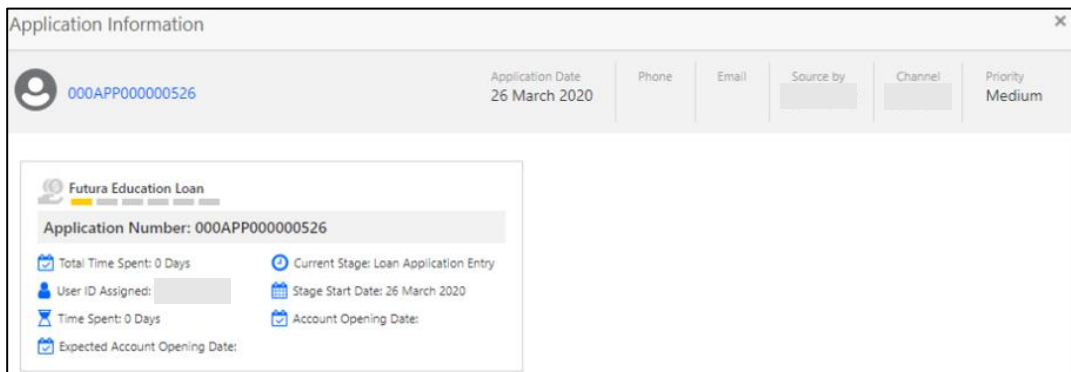 Application Information
000APP000000526
Application Date
26 March 2020
Phone
Email
Source by
Channel
Priority
Medium
Futura Education Loan
Application Number: 000APP000000526
Total Time Spent: 0 Days
Current Stage: Loan Application Entry
User ID Assigned:
Stage Start Date: 26 March 2020
Time Spent: 0 Days
Account Opening Date:
Expected Account Opening Date: